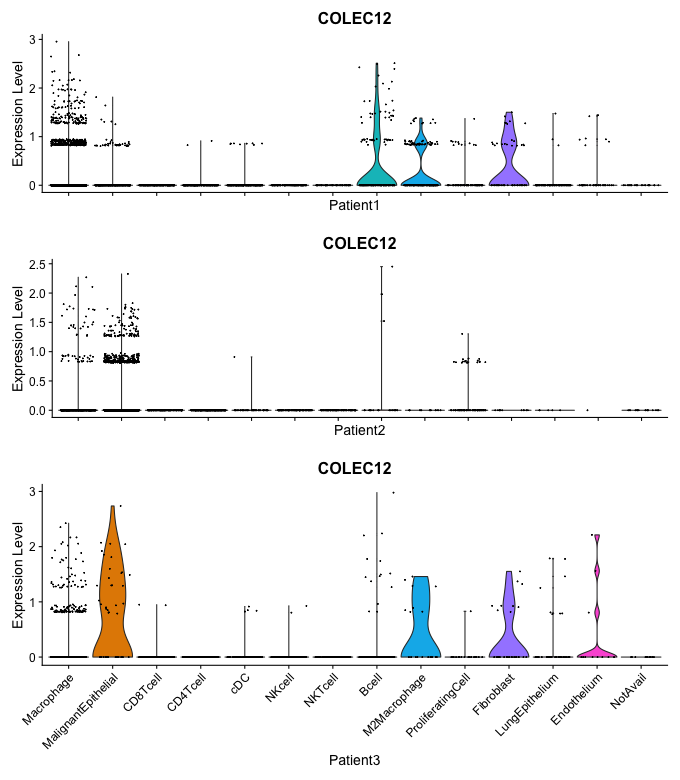 COLEC12
Expression Level
3
2
1
0
Patient1
COLEC12
Expression Level
2.5
2.0
1.5
1.0
0.5
0.0
Patient2
COLEC12
Expression Level
3
2
1
0
Macrophage
MalignantEpithelial
CD8Tcell
CD4Tcell
cDC
NKcell
NKTcell
Bcell
M2Macrophage
ProliferatingCell
Fibroblast
LungEpithelium
Endothelium
NotAvail
Patient3